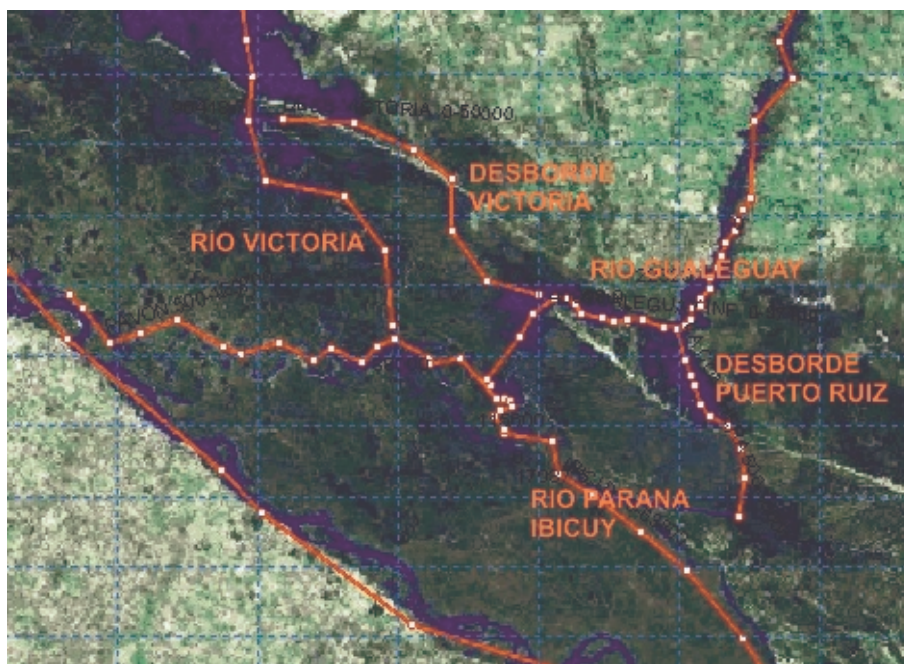 DESBORDE
VICTORIA
RIO VICTORIA
RIO GUALEGUAY
DESBORDE
PUERTO RUIZ
RIO PARANA
IBICUY